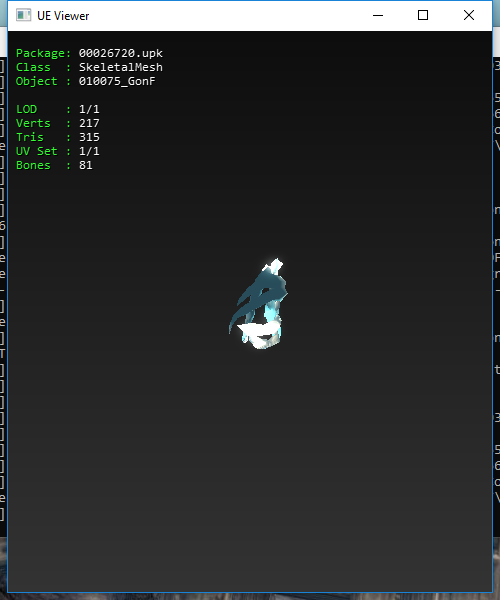 UE Viewer
Package: 00026720.upk
Class : SkeletalMesh
Object : 010075_GonF
LOD : 1/1
Verts : 217
Tris : 315
UV Set : 1/1
Bones : 81